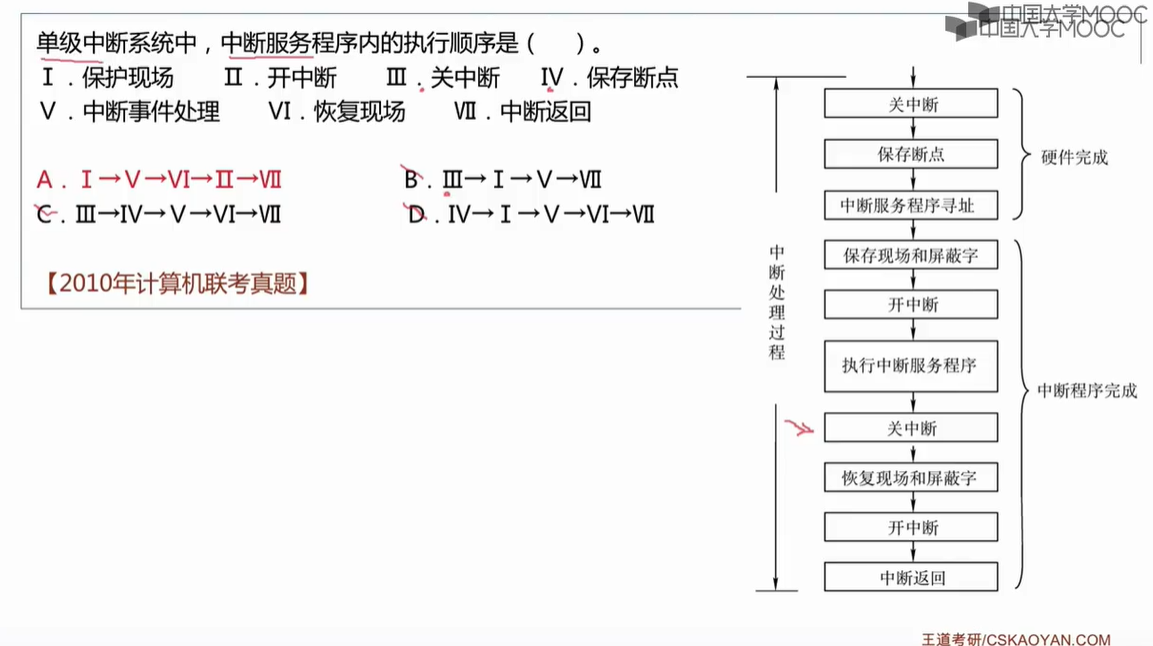 中国大学MOOC
中国大学MOOC
单级中断系统中，中断服务程序内的执行顺序是（　　）。
Ⅰ．保护现场　　Ⅱ．开中断　　Ⅲ．关中断　　Ⅳ．保存断点
Ⅴ．中断事件处理　　Ⅵ．恢复现场　　Ⅶ．中断返回
A．Ⅰ→Ⅴ→Ⅵ→Ⅱ→Ⅶ
B．Ⅲ→Ⅰ→Ⅴ→Ⅶ
C．Ⅲ→Ⅳ→Ⅴ→Ⅵ→Ⅶ
D．Ⅳ→Ⅰ→Ⅴ→Ⅵ→Ⅶ
【2010年计算机联考真题】
中断处理过程
关中断
保存断点
中断服务程序寻址
硬件完成
保存现场和屏蔽字
开中断
执行中断服务程序
关中断
恢复现场和屏蔽字
开中断
中断返回
中断程序完成
王道考研/CSKAOYAN.COM